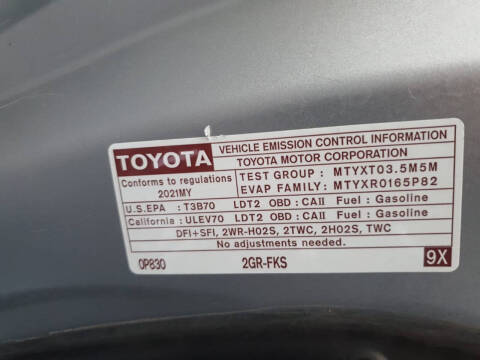 TOYOTA
VEHICLE EMISSION CONTROL INFORMATION
TOYOTA MOTOR CORPORATION
Conforms to regulations
2021MY
TEST GROUP : MTYXT03.5M5M
EVAP FAMILY: MTYXR0165P82
U.S.EPA : T3B70 LDT2 OBD : CAII Fuel : Gasoline
California : ULEV70 LDT2 OBD : CAII Fuel : Gasoline
DFI+SFI, 2WR-HO2S, 2TWC, 2HO2S, TWC
No adjustments needed.
0P830 2GR-FKS 9X